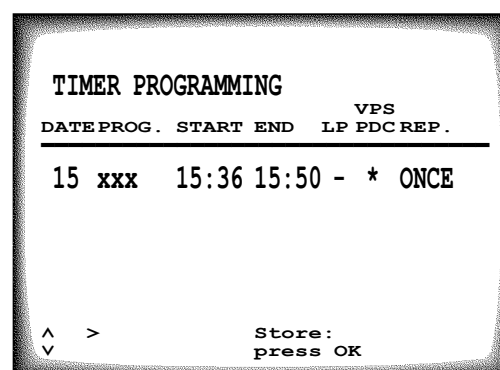 TIMER PROGRAMMING
VPS
DATE PROG. START END LP PDC REP.
15 xxx 15:36 15:50 - * ONCE
^ > Store:
v press OK